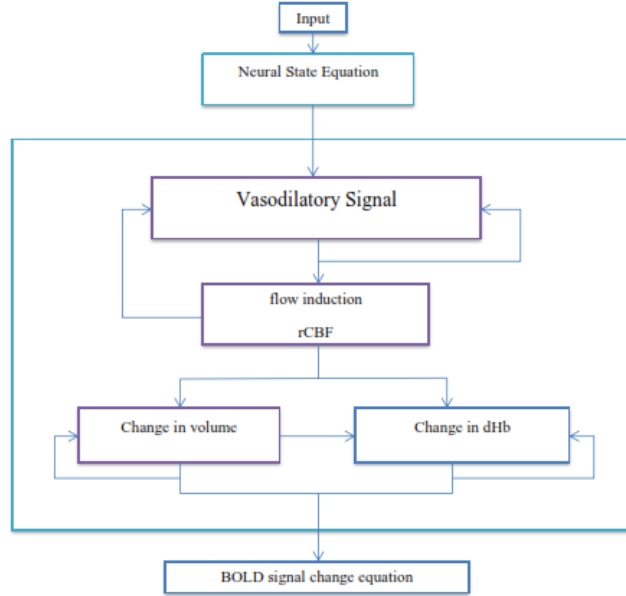 Input
Neural State Equation
Vasodilatory Signal
flow induction
rCBF
Change in volume
Change in dHb
BOLD signal change equation